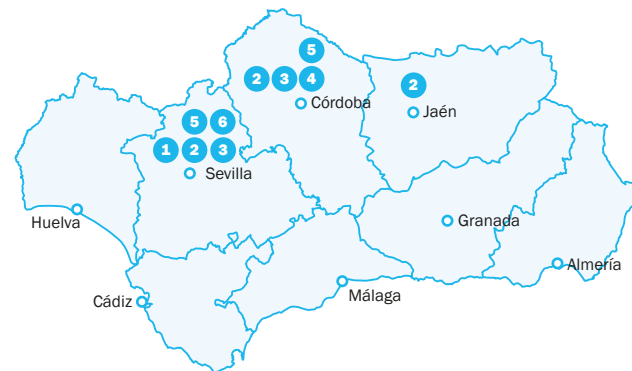 5
2 3 4
Córdoba
2
Jaén
5 6
1 2 3
Sevilla
Huelva
Granada
Almería
Málaga
Cádiz